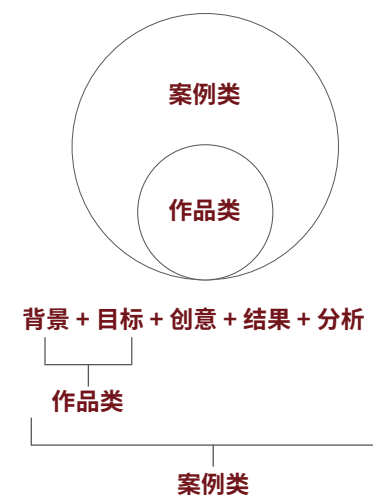 案例类
作品类
背景 + 目标 + 创意 + 结果 + 分析
作品类
案例类